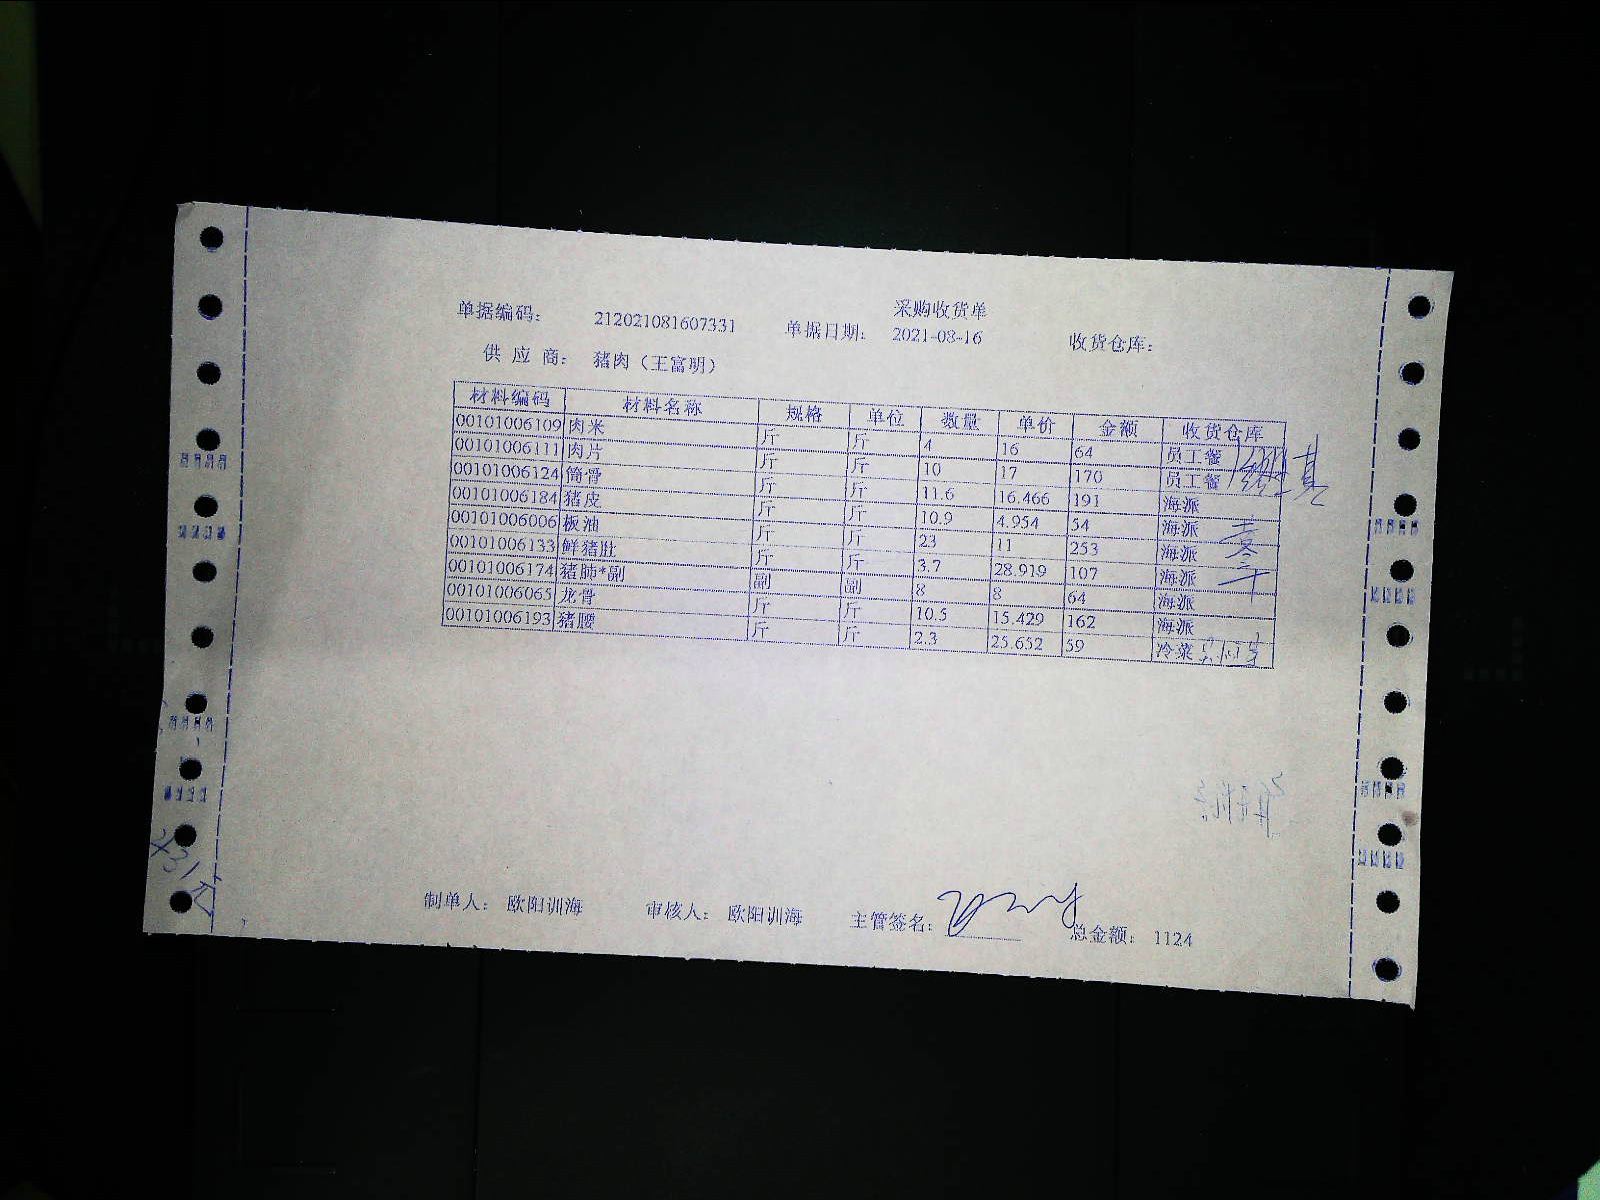 采购收货单
单据编码: 212021081607331 单据日期: 2021-08-16 收货仓库:
供 应 商: 猪肉（王富明）
材料编码 材料名称 规格 单位 数量 单价 金额 收货仓库
00101006109 肉米 斤 斤 4 16 64 员工餐
00101006111 肉片 斤 斤 10 17 170 员工餐
00101006124 筒骨 斤 斤 11.6 16.466 191 海派
00101006184 猪皮 斤 斤 10.9 4.954 54 海派
00101006006 板油 斤 斤 23 11 253 海派
00101006133 鲜猪肚 斤 斤 3.7 28.919 107 海派
00101006174 猪肺*副 副 副 8 8 64 海派
00101006065 龙骨 斤 斤 10.5 15.429 162 海派
00101006193 猪腰 斤 斤 2.3 25.652 59 冷菜
制单人: 欧阳训海 审核人: 欧阳训海 主管签名: 总金额: 1124